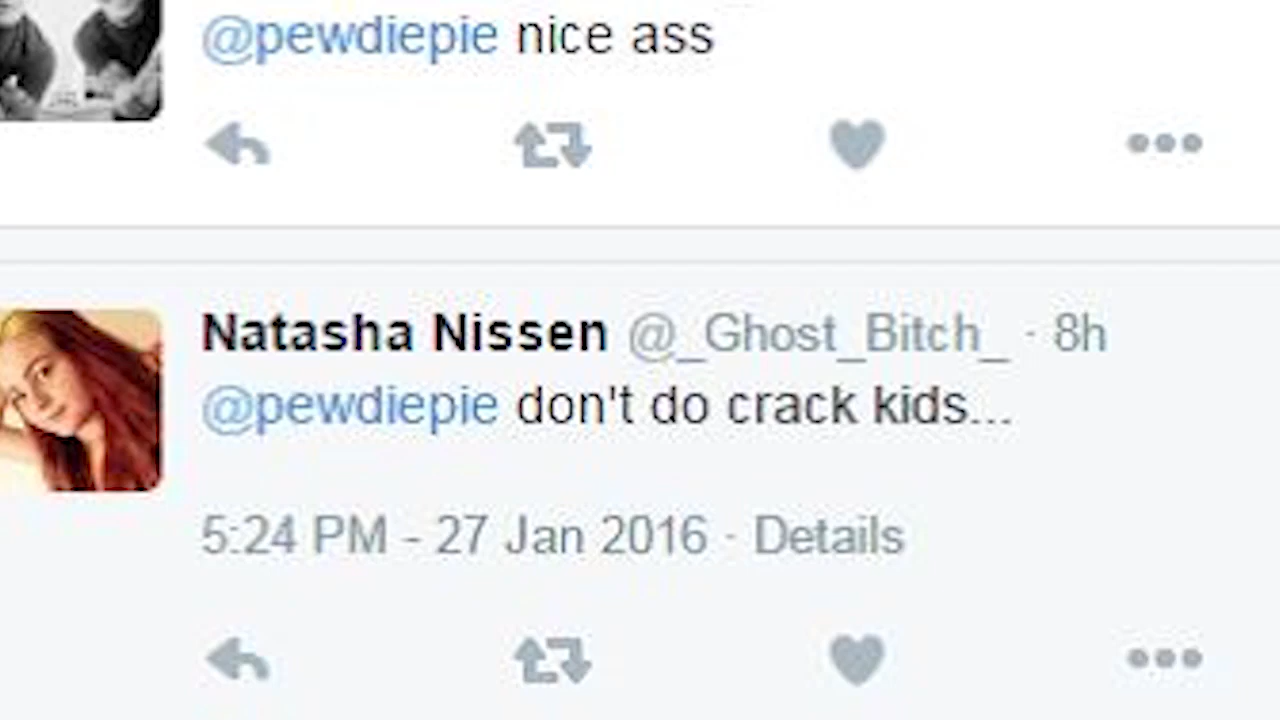 @pewdiepie nice ass
Natasha Nissen @_Ghost_Bitch_ · 8h
@pewdiepie don't do crack kids...
5:24 PM - 27 Jan 2016 · Details